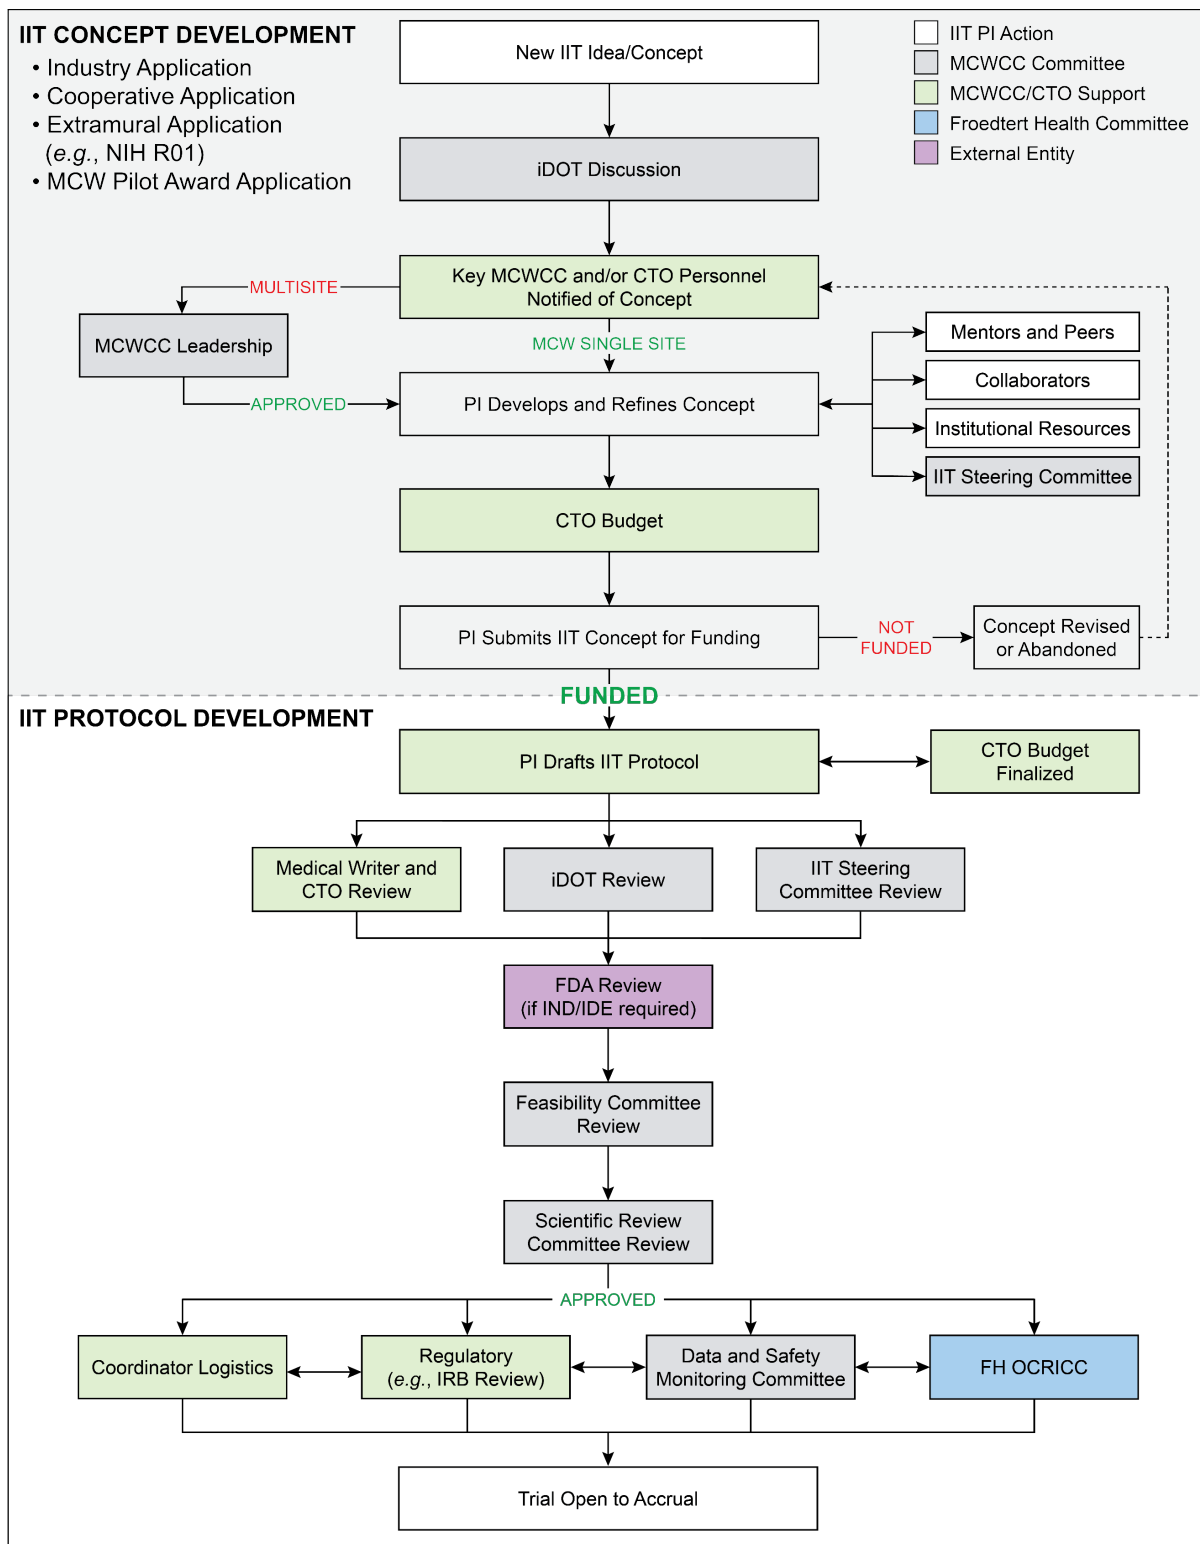 IIT CONCEPT DEVELOPMENT
• Industry Application
• Cooperative Application
• Extramural Application
(e.g., NIH R01)
• MCW Pilot Award Application
New IIT Idea/Concept
IIT PI Action
MCWCC Committee
MCWCC/CTO Support
Froedtert Health Committee
External Entity
iDOT Discussion
Key MCWCC and/or CTO Personnel
Notified of Concept
MULTISITE
MCWCC Leadership
MCW SINGLE SITE
APPROVED
PI Develops and Refines Concept
Mentors and Peers
Collaborators
Institutional Resources
IIT Steering Committee
CTO Budget
PI Submits IIT Concept for Funding
NOT
FUNDED
Concept Revised
or Abandoned
FUNDED
IIT PROTOCOL DEVELOPMENT
PI Drafts IIT Protocol
CTO Budget
Finalized
Medical Writer and
CTO Review
iDOT Review
IIT Steering
Committee Review
FDA Review
(if IND/IDE required)
Feasibility Committee
Review
Scientific Review
Committee Review
APPROVED
Coordinator Logistics
Regulatory
(e.g., IRB Review)
Data and Safety
Monitoring Committee
FH OCRICC
Trial Open to Accrual